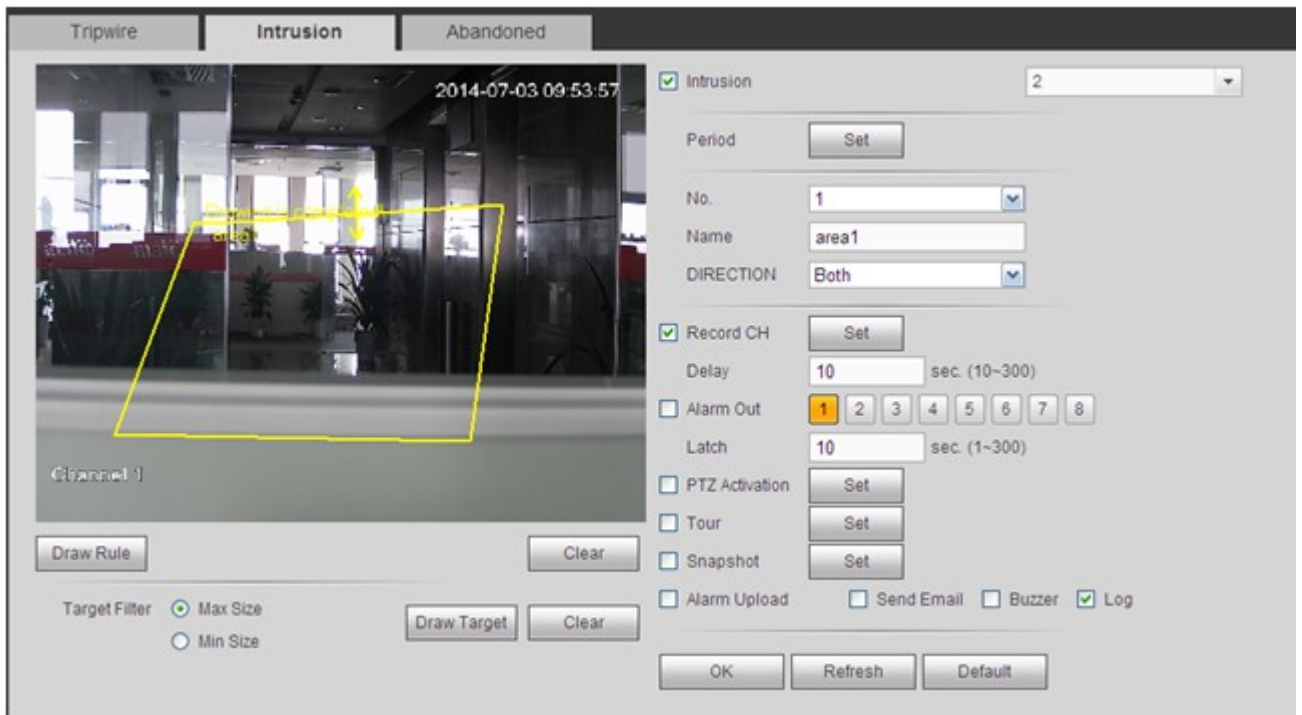 Tripwire
Intrusion
Abandoned
2014-07-03 09:53:57
area1
Channel 1
Draw Rule
Clear
Target Filter
Max Size
Min Size
Draw Target
Clear
Intrusion
2
Period
Set
No.
1
Name
area1
DIRECTION
Both
Record CH
Set
Delay
10
sec. (10~300)
Alarm Out
1 2 3 4 5 6 7 8
Latch
10
sec. (1~300)
PTZ Activation
Set
Tour
Set
Snapshot
Set
Alarm Upload
Send Email
Buzzer
Log
OK
Refresh
Default